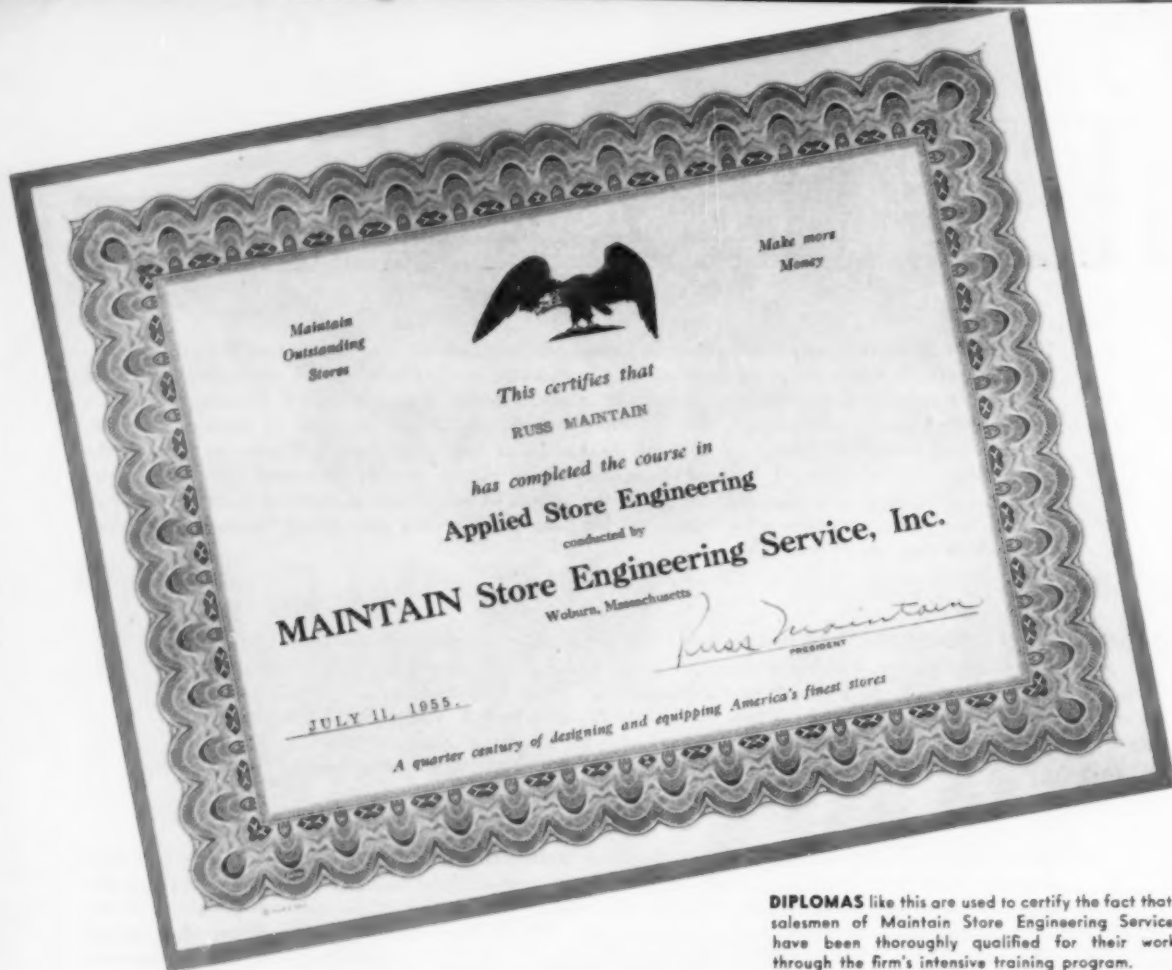 Maintain
Outstanding
Stores
Make more
Money
This certifies that
RUSS MAINTAIN
has completed the course in
Applied Store Engineering
conducted by
MAINTAIN Store Engineering Service, Inc.
Woburn, Massachusetts
Russ Maintain
PRESIDENT
JULY 11, 1955.
A quarter century of designing and equipping America's finest stores
DIPLOMAS like this are used to certify the fact that
salesmen of Maintain Store Engineering Service
have been thoroughly qualified for their work
through the firm's intensive training program.